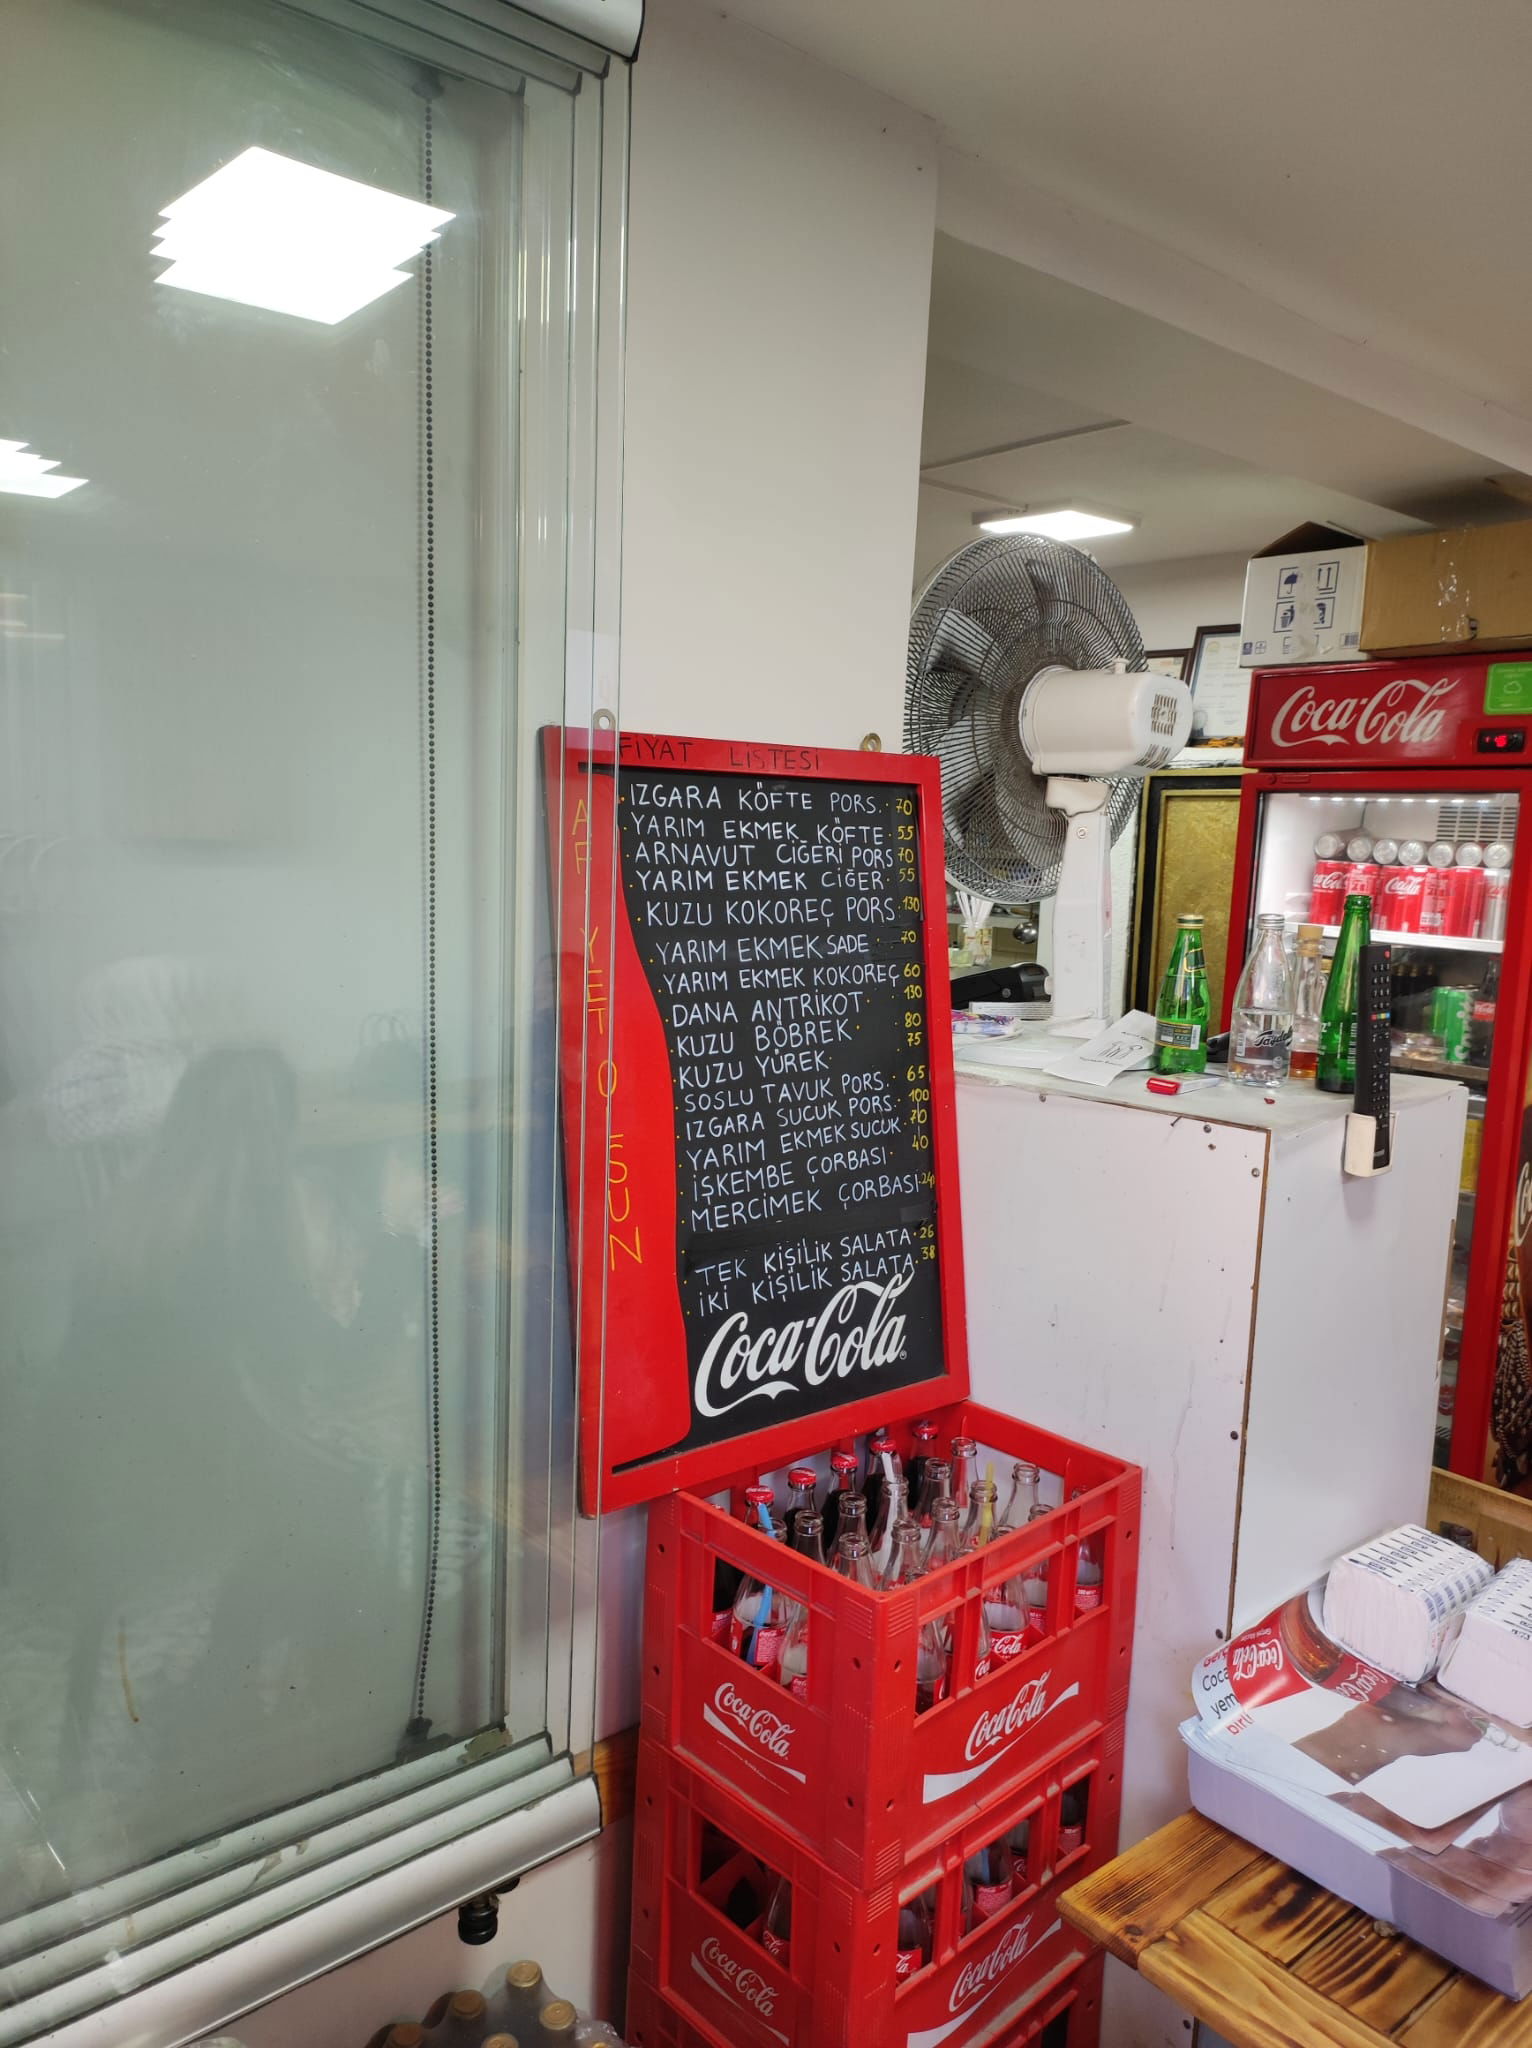 FİYAT LİSTESİ
AFİYET OLSUN
IZGARA KÖFTE PORS. 70
YARIM EKMEK KÖFTE 55
ARNAVUT CİĞERİ PORS 70
YARIM EKMEK CİĞER 55
KUZU KOKOREÇ PORS. 130
YARIM EKMEK SADE 70
YARIM EKMEK KOKOREÇ 60
DANA ANTRİKOT 130
KUZU BÖBREK 80
KUZU YÜREK 75
SOSLU TAVUK PORS. 65
IZGARA SUCUK PORS. 100
YARIM EKMEK SUCUK 70
İŞKEMBE ÇORBASI 40
MERCİMEK ÇORBASI
TEK KİŞİLİK SALATA 26
İKİ KİŞİLİK SALATA 38
Coca-Cola
Coca-Cola
Coca-Cola
Coca-Cola
Coca-Cola
Coca-Cola
Coca-Cola